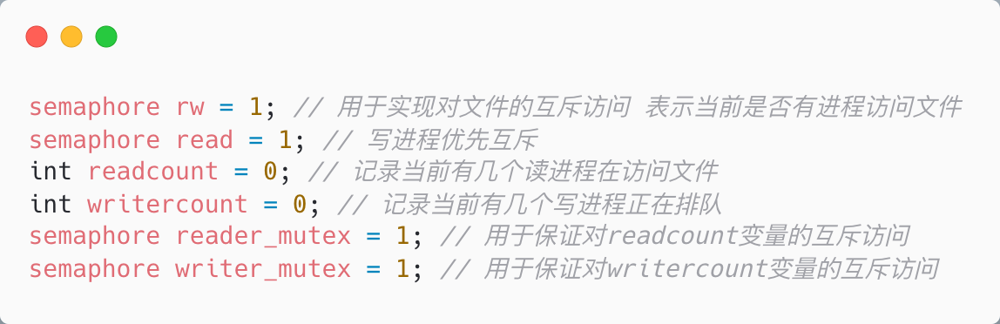 semaphore rw = 1; // 用于实现对文件的互斥访问 表示当前是否有进程访问文件
semaphore read = 1; // 写进程优先互斥
int readcount = 0; // 记录当前有几个读进程在访问文件
int writercount = 0; // 记录当前有几个写进程正在排队
semaphore reader_mutex = 1; // 用于保证对readcount变量的互斥访问
semaphore writer_mutex = 1; // 用于保证对writercount变量的互斥访问